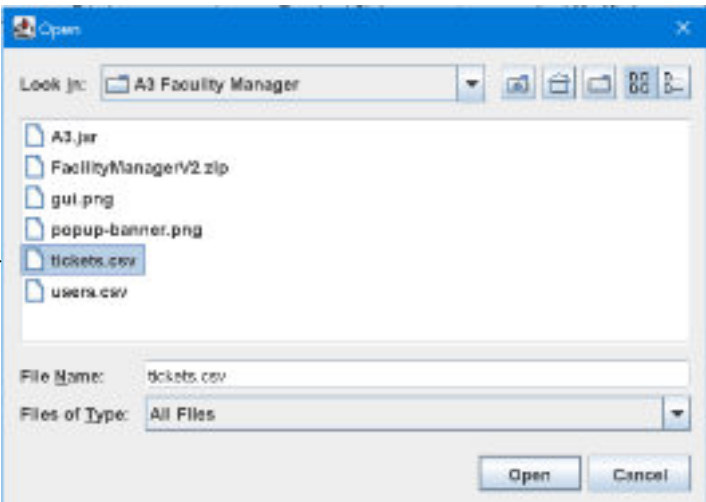 Open
Look In: A3 Faculity Manager
A3.jar
FacilityManagerV2.zip
gui.png
popup-banner.png
tickets.csv
users.csv
File Name: tickets.csv
Files of Type: All Files
Open Cancel